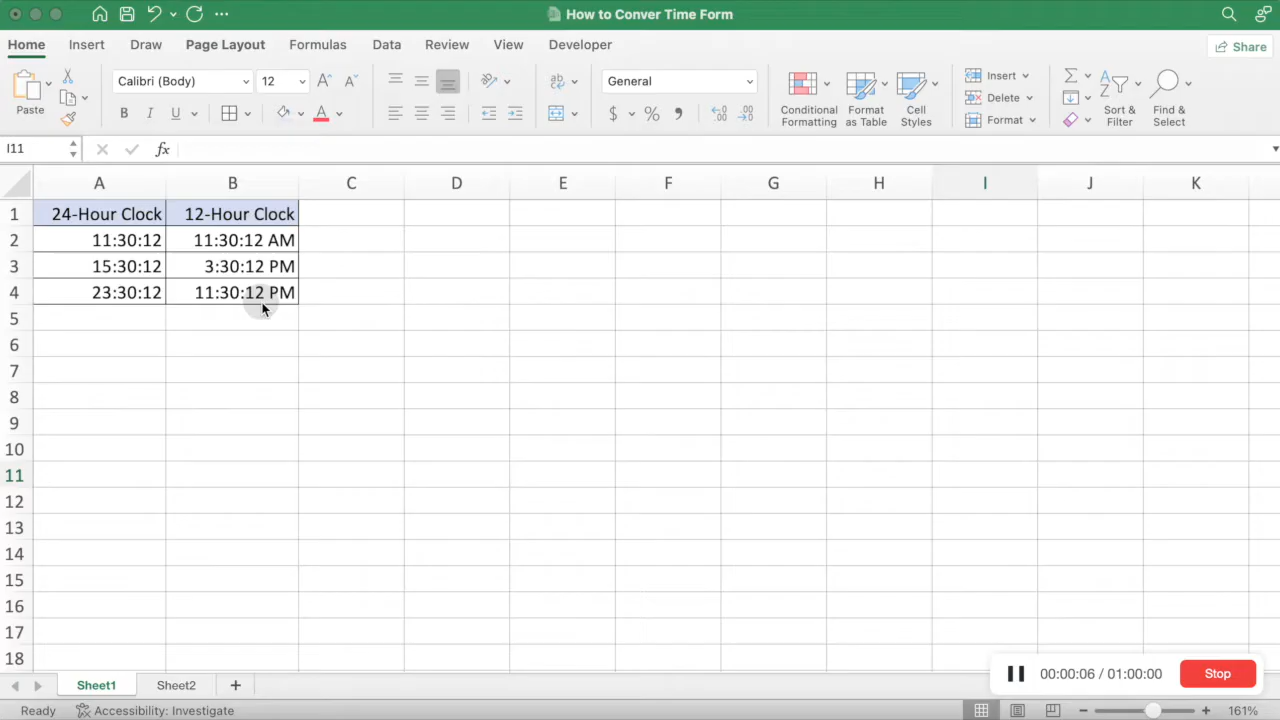 How to Conver Time Form
Home Insert Draw Page Layout Formulas Data Review View Developer Share
Paste Calibri (Body) 12 General Conditional Formatting Format as Table Cell Styles Insert Delete Format Sort & Filter Find & Select
I11 fx
A B C D E F G H I J K
1 24-Hour Clock 12-Hour Clock
2 11:30:12 11:30:12 AM
3 15:30:12 3:30:12 PM
4 23:30:12 11:30:12 PM
5
6
7
8
9
10
11
12
13
14
15
16
17
18
00:00:06 / 01:00:00 Stop
Sheet1 Sheet2
Ready Accessibility: Investigate 161%